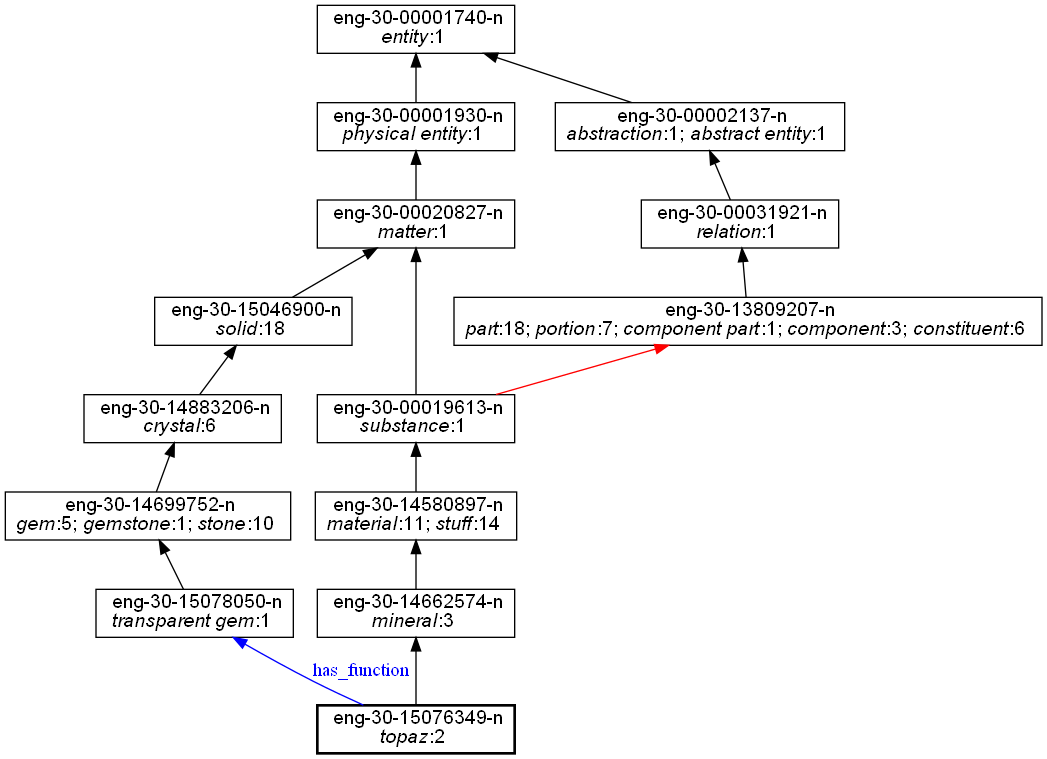 eng-30-00001740-n
entity:1
eng-30-00001930-n
physical entity:1
eng-30-00002137-n
abstraction:1; abstract entity:1
eng-30-00020827-n
matter:1
eng-30-00031921-n
relation:1
eng-30-15046900-n
solid:18
eng-30-13809207-n
part:18; portion:7; component part:1; component:3; constituent:6
eng-30-14883206-n
crystal:6
eng-30-00019613-n
substance:1
eng-30-14699752-n
gem:5; gemstone:1; stone:10
eng-30-14580897-n
material:11; stuff:14
eng-30-15078050-n
transparent gem:1
eng-30-14662574-n
mineral:3
has_function
eng-30-15076349-n
topaz:2